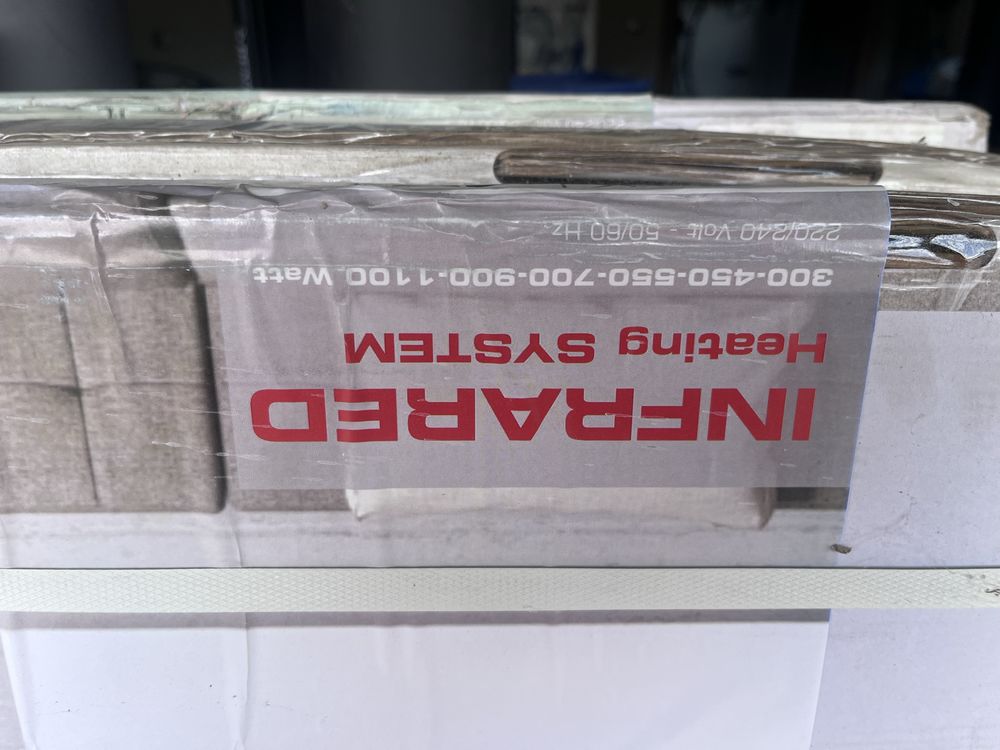 INFRARED
Heating SYSTEM
300-450-550-700-900-1100 Watt
220/240 Volt - 50/60 Hz